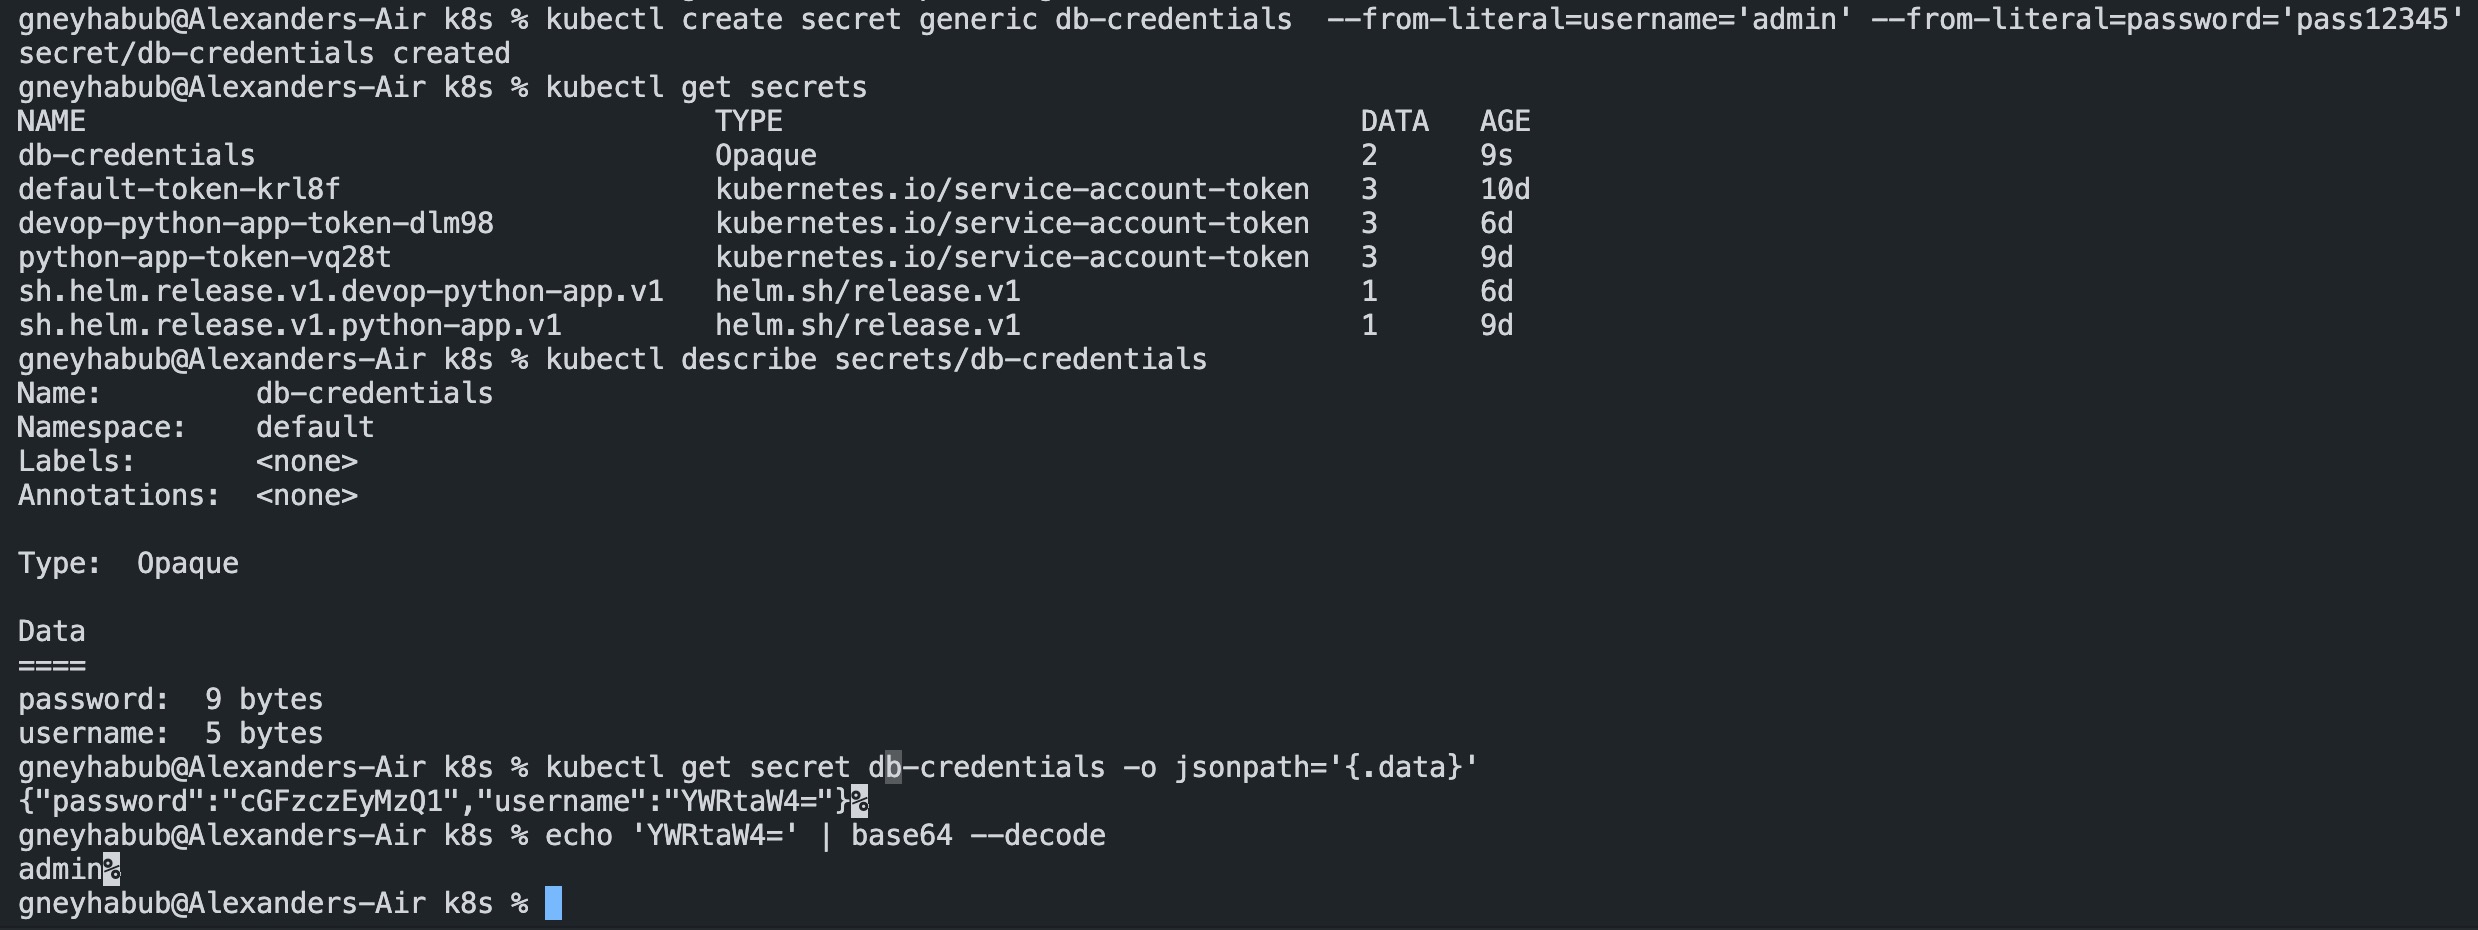 gneyhabub@Alexanders-Air k8s % kubectl create secret generic db-credentials  --from-literal=username='admin' --from-literal=password='pass12345'
secret/db-credentials created
gneyhabub@Alexanders-Air k8s % kubectl get secrets
NAME                                     TYPE                                  DATA   AGE
db-credentials                           Opaque                                2      9s
default-token-krl8f                      kubernetes.io/service-account-token   3      10d
devop-python-app-token-dlm98             kubernetes.io/service-account-token   3      6d
python-app-token-vq28t                   kubernetes.io/service-account-token   3      9d
sh.helm.release.v1.devop-python-app.v1   helm.sh/release.v1                    1      6d
sh.helm.release.v1.python-app.v1         helm.sh/release.v1                    1      9d
gneyhabub@Alexanders-Air k8s % kubectl describe secrets/db-credentials
Name:         db-credentials
Namespace:    default
Labels:       <none>
Annotations:  <none>

Type:  Opaque

Data
====
password:  9 bytes
username:  5 bytes
gneyhabub@Alexanders-Air k8s % kubectl get secret db-credentials -o jsonpath='{.data}'
{"password":"cGFzczEyMzQ1","username":"YWRtaW4="}%
gneyhabub@Alexanders-Air k8s % echo 'YWRtaW4=' | base64 --decode
admin%
gneyhabub@Alexanders-Air k8s %